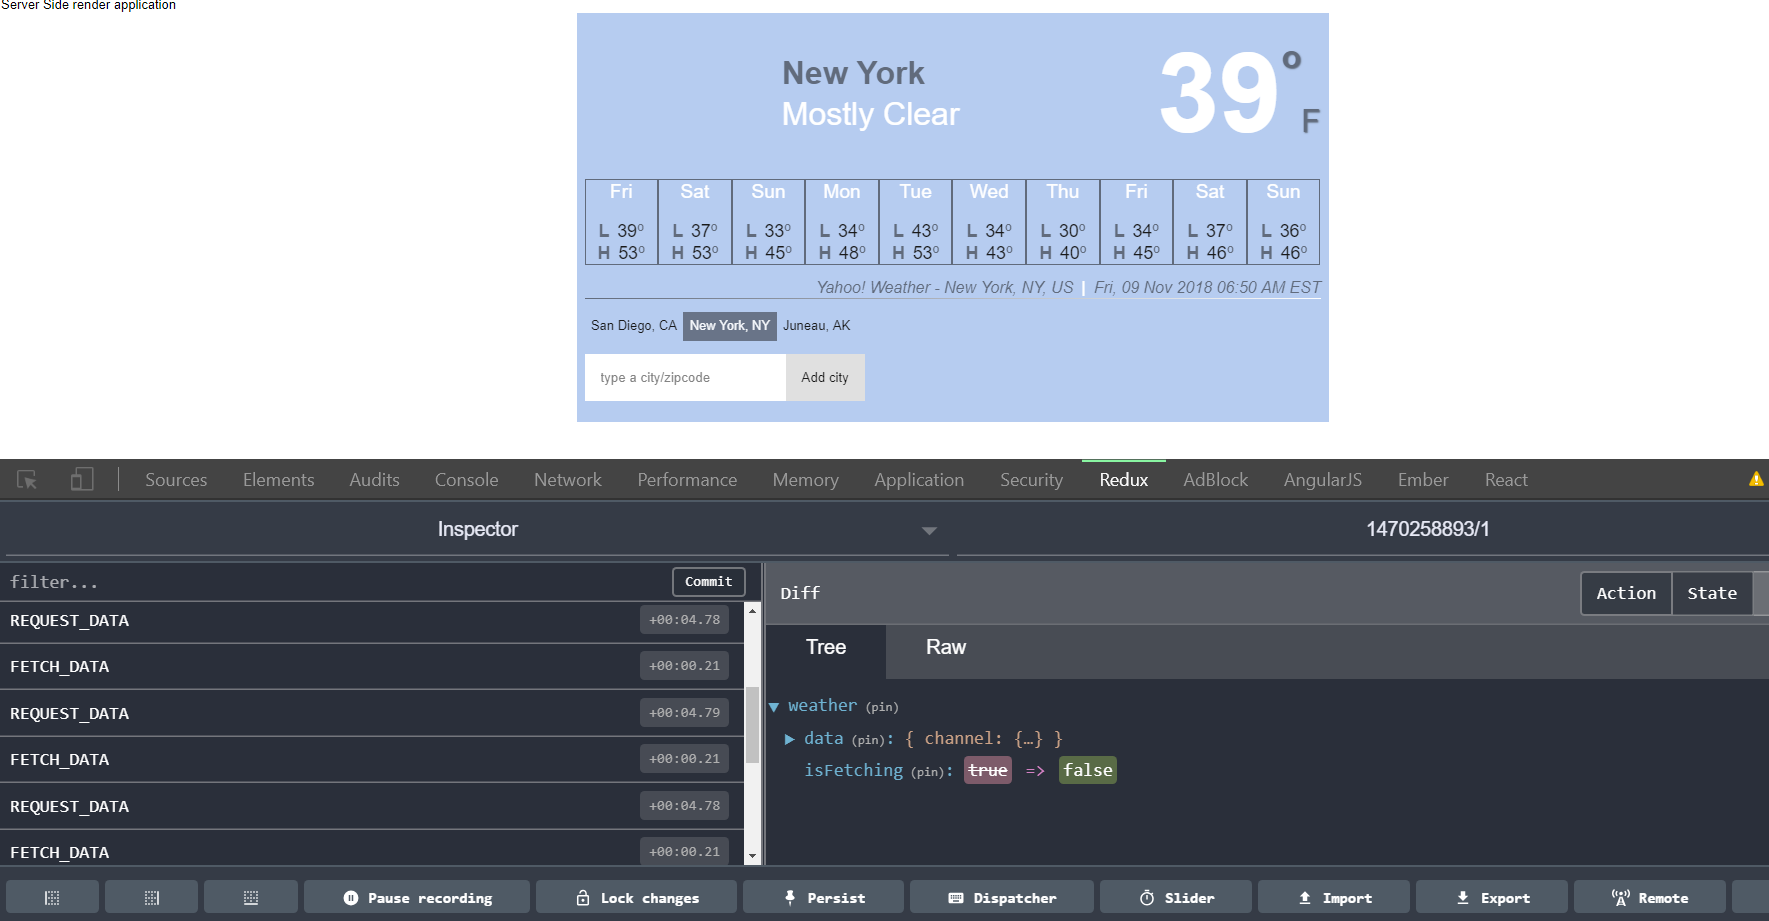 Server Side render application
New York
Mostly Clear
39° F
Fri Sat Sun Mon Tue Wed Thu Fri Sat Sun
L 39° L 37° L 33° L 34° L 43° L 34° L 30° L 34° L 37° L 36°
H 53° H 53° H 45° H 48° H 53° H 43° H 40° H 45° H 46° H 46°
Yahoo! Weather - New York, NY, US | Fri, 09 Nov 2018 06:50 AM EST
San Diego, CA New York, NY Juneau, AK
type a city/zipcode Add city
Sources Elements Audits Console Network Performance Memory Application Security Redux AdBlock AngularJS Ember React
Inspector 1470258893/1
filter... Commit
Diff Action State
REQUEST_DATA +00:04.78
Tree Raw
FETCH_DATA +00:00.21
REQUEST_DATA +00:04.79
weather (pin)
data (pin): { channel: {…} }
FETCH_DATA +00:00.21
isFetching (pin): true => false
REQUEST_DATA +00:04.78
FETCH_DATA +00:00.21
Pause recording Lock changes Persist Dispatcher Slider Import Export Remote